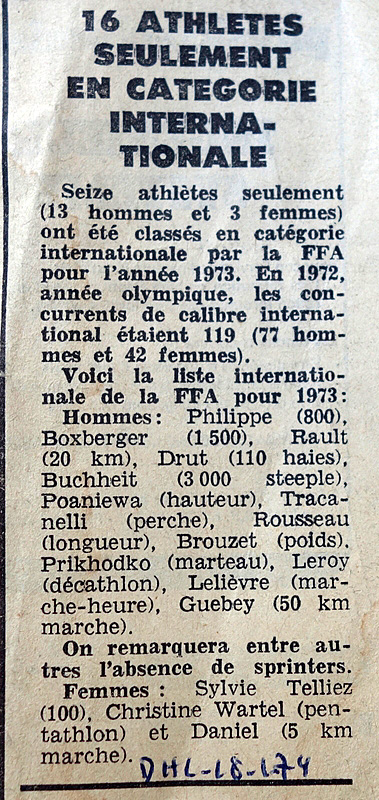 16 ATHLETES
SEULEMENT
EN CATEGORIE
INTERNA-
TIONALE
Seize athlètes seulement
(13 hommes et 3 femmes)
ont été classés en catégorie
internationale par la FFA
pour l'année 1973. En 1972,
année olympique, les con-
currents de calibre interna-
tional étaient 119 (77 hom-
mes et 42 femmes).
Voici la liste internatio-
nale de la FFA pour 1973 :
Hommes : Philippe (800),
Boxberger (1 500), Rault
(20 km), Drut (110 haies),
Buchheit (3 000 steeple),
Poaniewa (hauteur), Traca-
nelli (perche), Rousseau
(longueur), Brouzet (poids),
Prikhodko (marteau), Leroy
(décathlon), Lelièvre (mar-
che-heure), Guebey (50 km
marche).
On remarquera entre au-
tres l'absence de sprinters.
Femmes : Sylvie Telliez
(100), Christine Wartel (pen-
tathlon) et Daniel (5 km
marche).